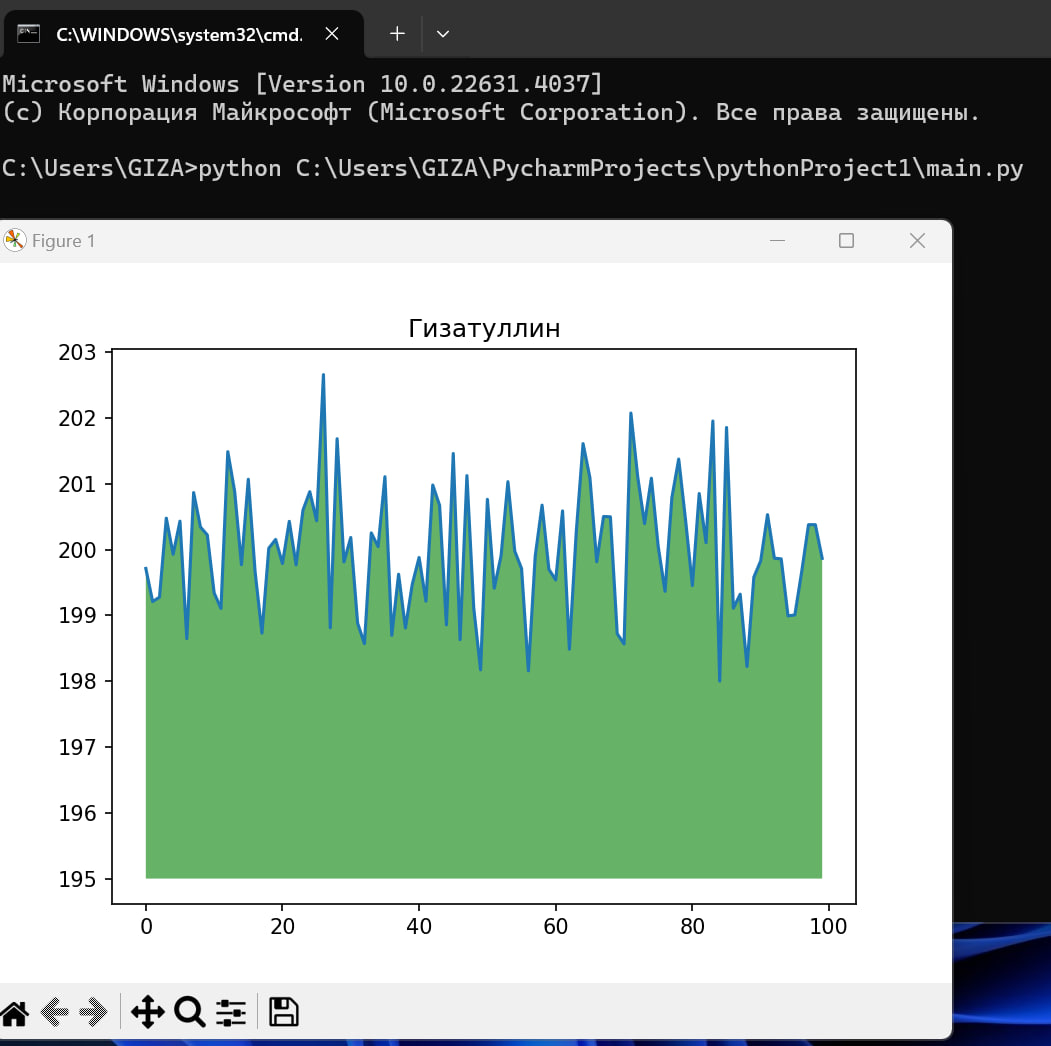 C:\WINDOWS\system32\cmd.
Microsoft Windows [Version 10.0.22631.4037]
(c) Корпорация Майкрософт (Microsoft Corporation). Все права защищены.
C:\Users\GIZA>python C:\Users\GIZA\PycharmProjects\pythonProject1\main.py
Figure 1
Гизатуллин
203
202
201
200
199
198
197
196
195
0 20 40 60 80 100